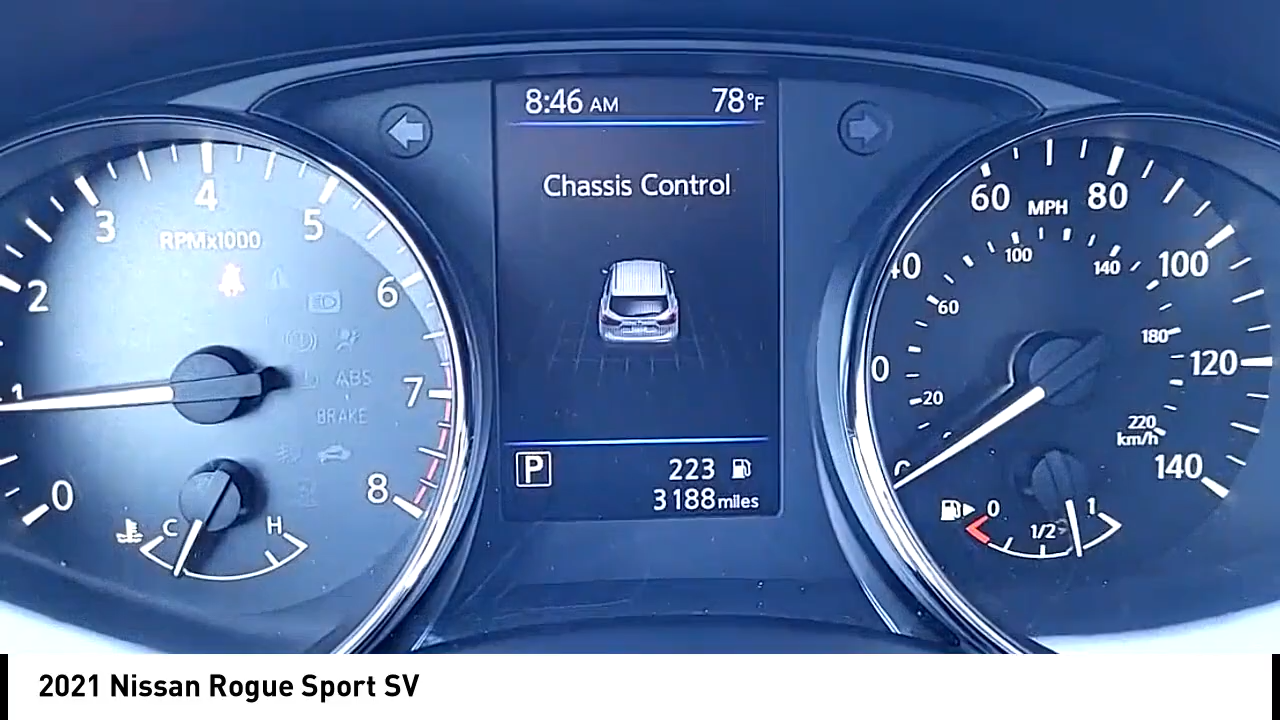 8:46 AM 78°F
Chassis Control
P
223
3188 miles
0
1
2
3
4
5
6
7
8
RPMx1000
ABS
BRAKE
C H
0
40
60
80
100
120
140
MPH
20
60
100
140
180
220
km/h
0 1/2 1
2021 Nissan Rogue Sport SV